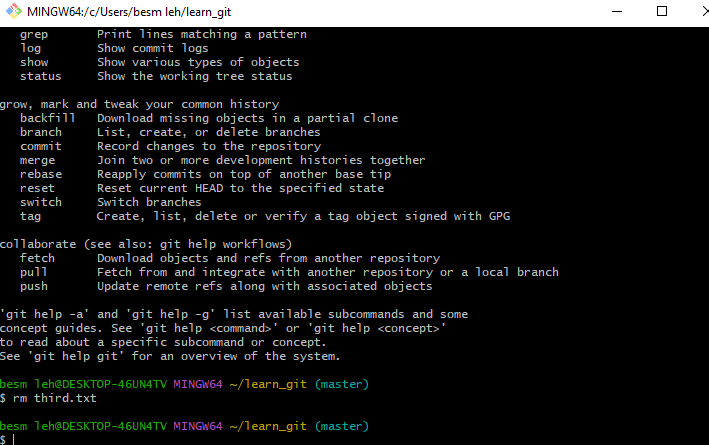 MINGW64:/c/Users/besm leh/learn_git
grep Print lines matching a pattern
log Show commit logs
show Show various types of objects
status Show the working tree status
grow, mark and tweak your common history
backfill Download missing objects in a partial clone
branch List, create, or delete branches
commit Record changes to the repository
merge Join two or more development histories together
rebase Reapply commits on top of another base tip
reset Reset current HEAD to the specified state
switch Switch branches
tag Create, list, delete or verify a tag object signed with GPG
collaborate (see also: git help workflows)
fetch Download objects and refs from another repository
pull Fetch from and integrate with another repository or a local branch
push Update remote refs along with associated objects
'git help -a' and 'git help -g' list available subcommands and some
concept guides. See 'git help <command>' or 'git help <concept>'
to read about a specific subcommand or concept.
See 'git help git' for an overview of the system.
besm leh@DESKTOP-46UN4TV MINGW64 ~/learn_git (master)
$ rm third.txt
besm leh@DESKTOP-46UN4TV MINGW64 ~/learn_git (master)
$